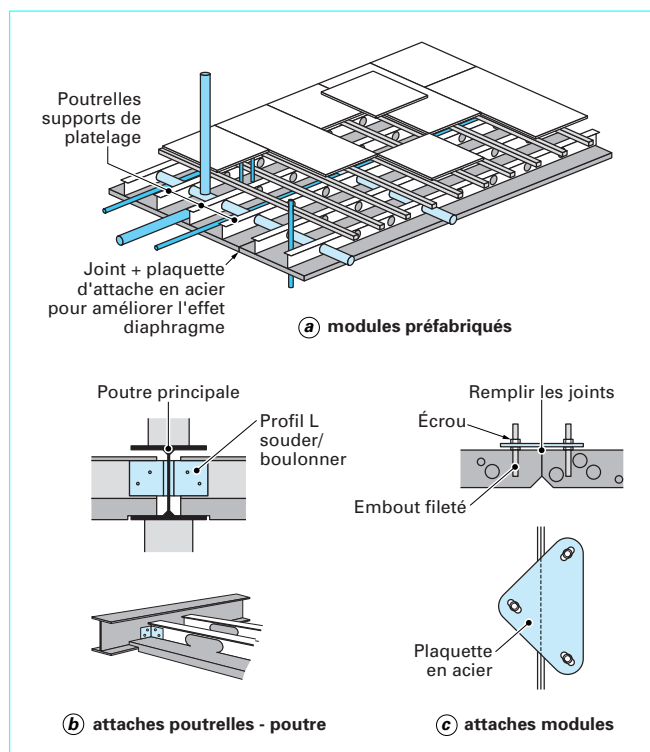 Poutrelles
supports de
platelage
Joint + plaquette
d'attache en acier
pour améliorer l'effet
diaphragme
a modules préfabriqués
Poutre principale
Profil L
souder/
boulonner
b attaches poutrelles - poutre
Remplir les joints
Écrou
Embout fileté
Plaquette
en acier
c attaches modules